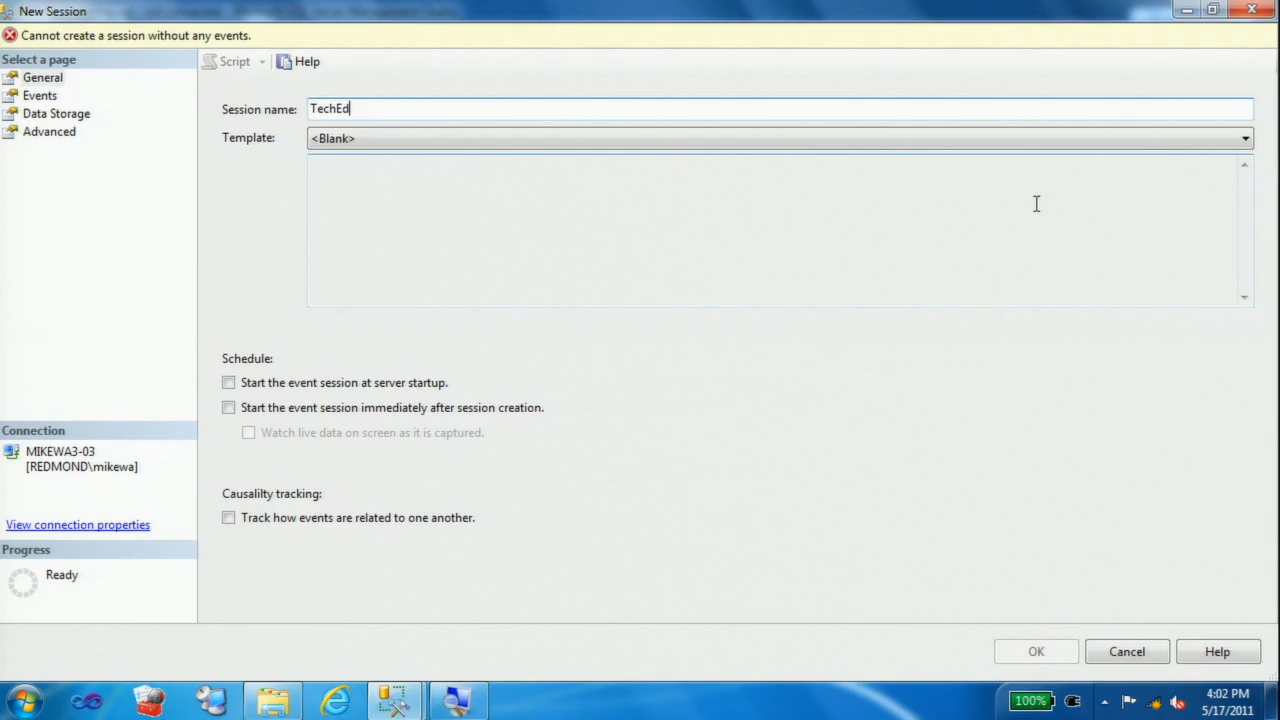 New Session
Cannot create a session without any events.
Select a page
General
Events
Data Storage
Advanced
Script
Help
Session name:
TechEd
Template:
<Blank>
Schedule:
Start the event session at server startup.
Start the event session immediately after session creation.
Watch live data on screen as it is captured.
Causalilty tracking:
Track how events are related to one another.
Connection
MIKEWA3-03
[REDMOND\mikewa]
View connection properties
Progress
Ready
OK
Cancel
Help
100%
4:02 PM
5/17/2011